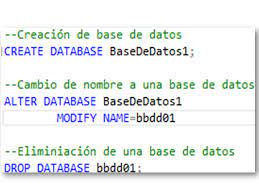 --Creación de base de datos
CREATE DATABASE BaseDeDatos1;
--Cambio de nombre a una base de datos
ALTER DATABASE BaseDeDatos1
MODIFY NAME=bbdd01
--Eliminiación de una base de datos
DROP DATABASE bbdd01;